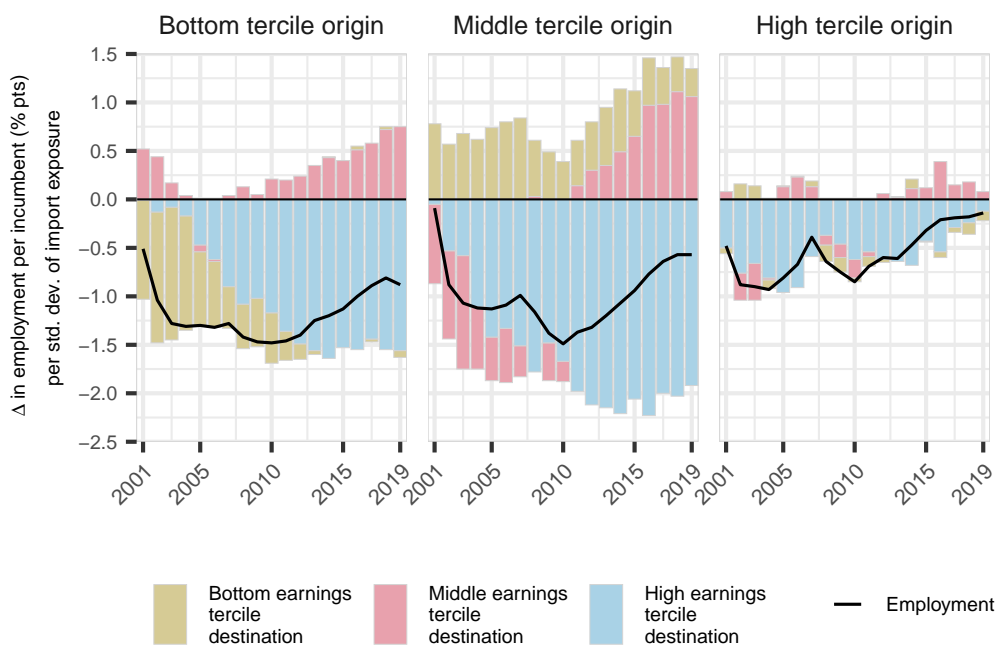 Bottom tercile origin
Middle tercile origin
High tercile origin
Δ in employment per incumbent (% pts)
per std. dev. of import exposure
1.5
1.0
0.5
0.0
−0.5
−1.0
−1.5
−2.0
−2.5
2001
2005
2010
2015
2019
2001
2005
2010
2015
2019
2001
2005
2010
2015
2019
Bottom earnings
tercile
destination
Middle earnings
tercile
destination
High earnings
tercile
destination
Employment